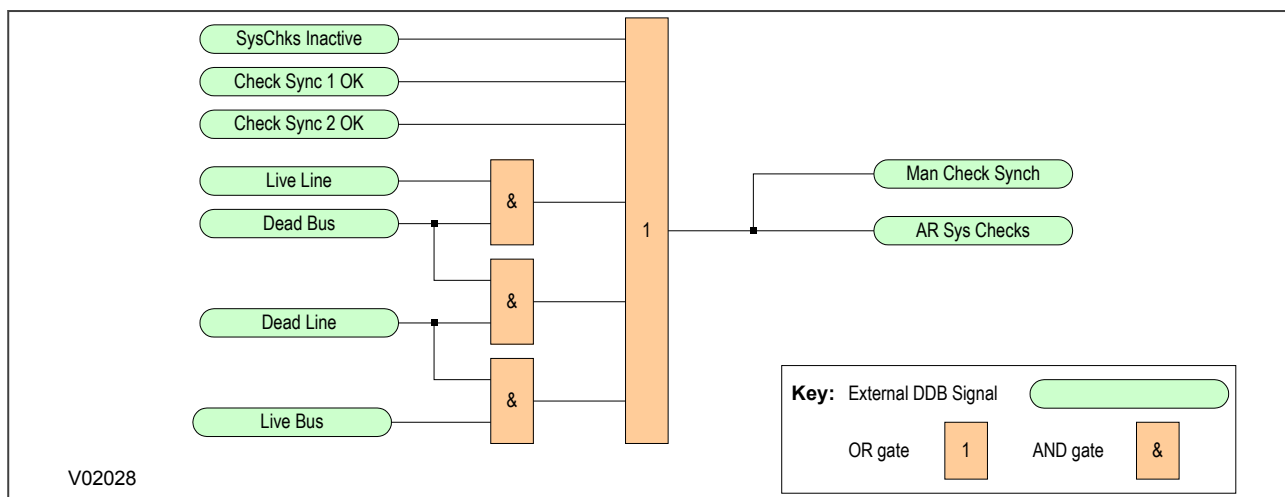 SysChks Inactive
Check Sync 1 OK
Check Sync 2 OK
Live Line
Dead Bus
Dead Line
Live Bus
&
&
&
1
Man Check Synch
AR Sys Checks
Key: External DDB Signal
OR gate 1 AND gate &
V02028